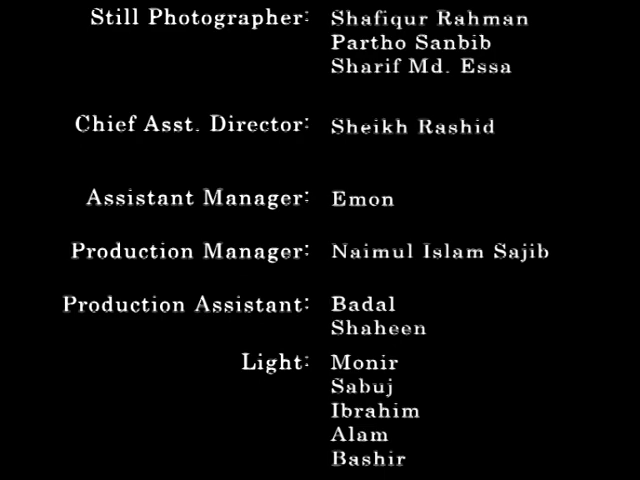 Still Photographer: Shafiqur Rahman
Partho Sanbib
Sharif Md. Essa
Chief Asst. Director: Sheikh Rashid
Assistant Manager: Emon
Production Manager: Naimul Islam Sajib
Production Assistant: Badal
Shaheen
Light: Monir
Sabuj
Ibrahim
Alam
Bashir